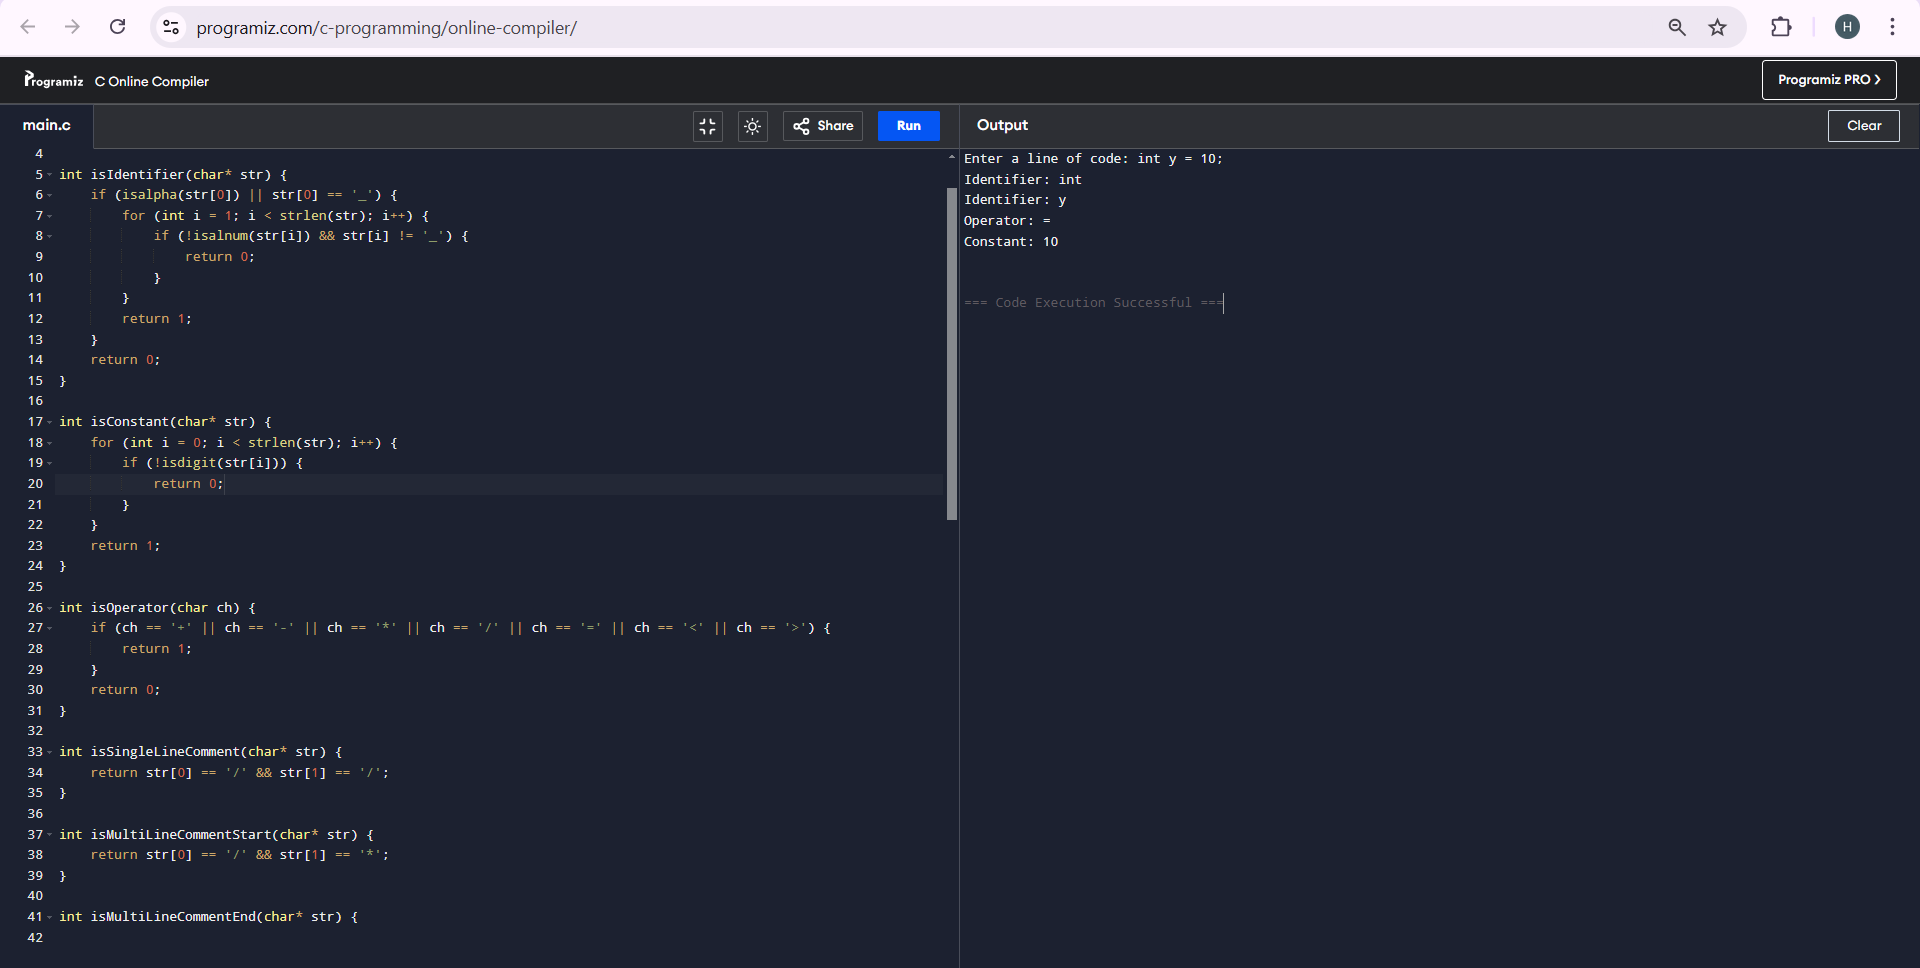 programiz.com/c-programming/online-compiler/
H
Programiz C Online Compiler
Programiz PRO >
main.c
Share
Run
Output
Clear
4
5 int isIdentifier(char* str) {
6     if (isalpha(str[0]) || str[0] == '_') {
7         for (int i = 1; i < strlen(str); i++) {
8             if (!isalnum(str[i]) && str[i] != '_') {
9                 return 0;
10             }
11         }
12         return 1;
13     }
14     return 0;
15 }
16
17 int isConstant(char* str) {
18     for (int i = 0; i < strlen(str); i++) {
19         if (!isdigit(str[i])) {
20             return 0;
21         }
22     }
23     return 1;
24 }
25
26 int isOperator(char ch) {
27     if (ch == '+' || ch == '-' || ch == '*' || ch == '/' || ch == '=' || ch == '<' || ch == '>') {
28         return 1;
29     }
30     return 0;
31 }
32
33 int isSingleLineComment(char* str) {
34     return str[0] == '/' && str[1] == '/';
35 }
36
37 int isMultiLineCommentStart(char* str) {
38     return str[0] == '/' && str[1] == '*';
39 }
40
41 int isMultiLineCommentEnd(char* str) {
42
Enter a line of code: int y = 10;
Identifier: int
Identifier: y
Operator: =
Constant: 10
=== Code Execution Successful ===